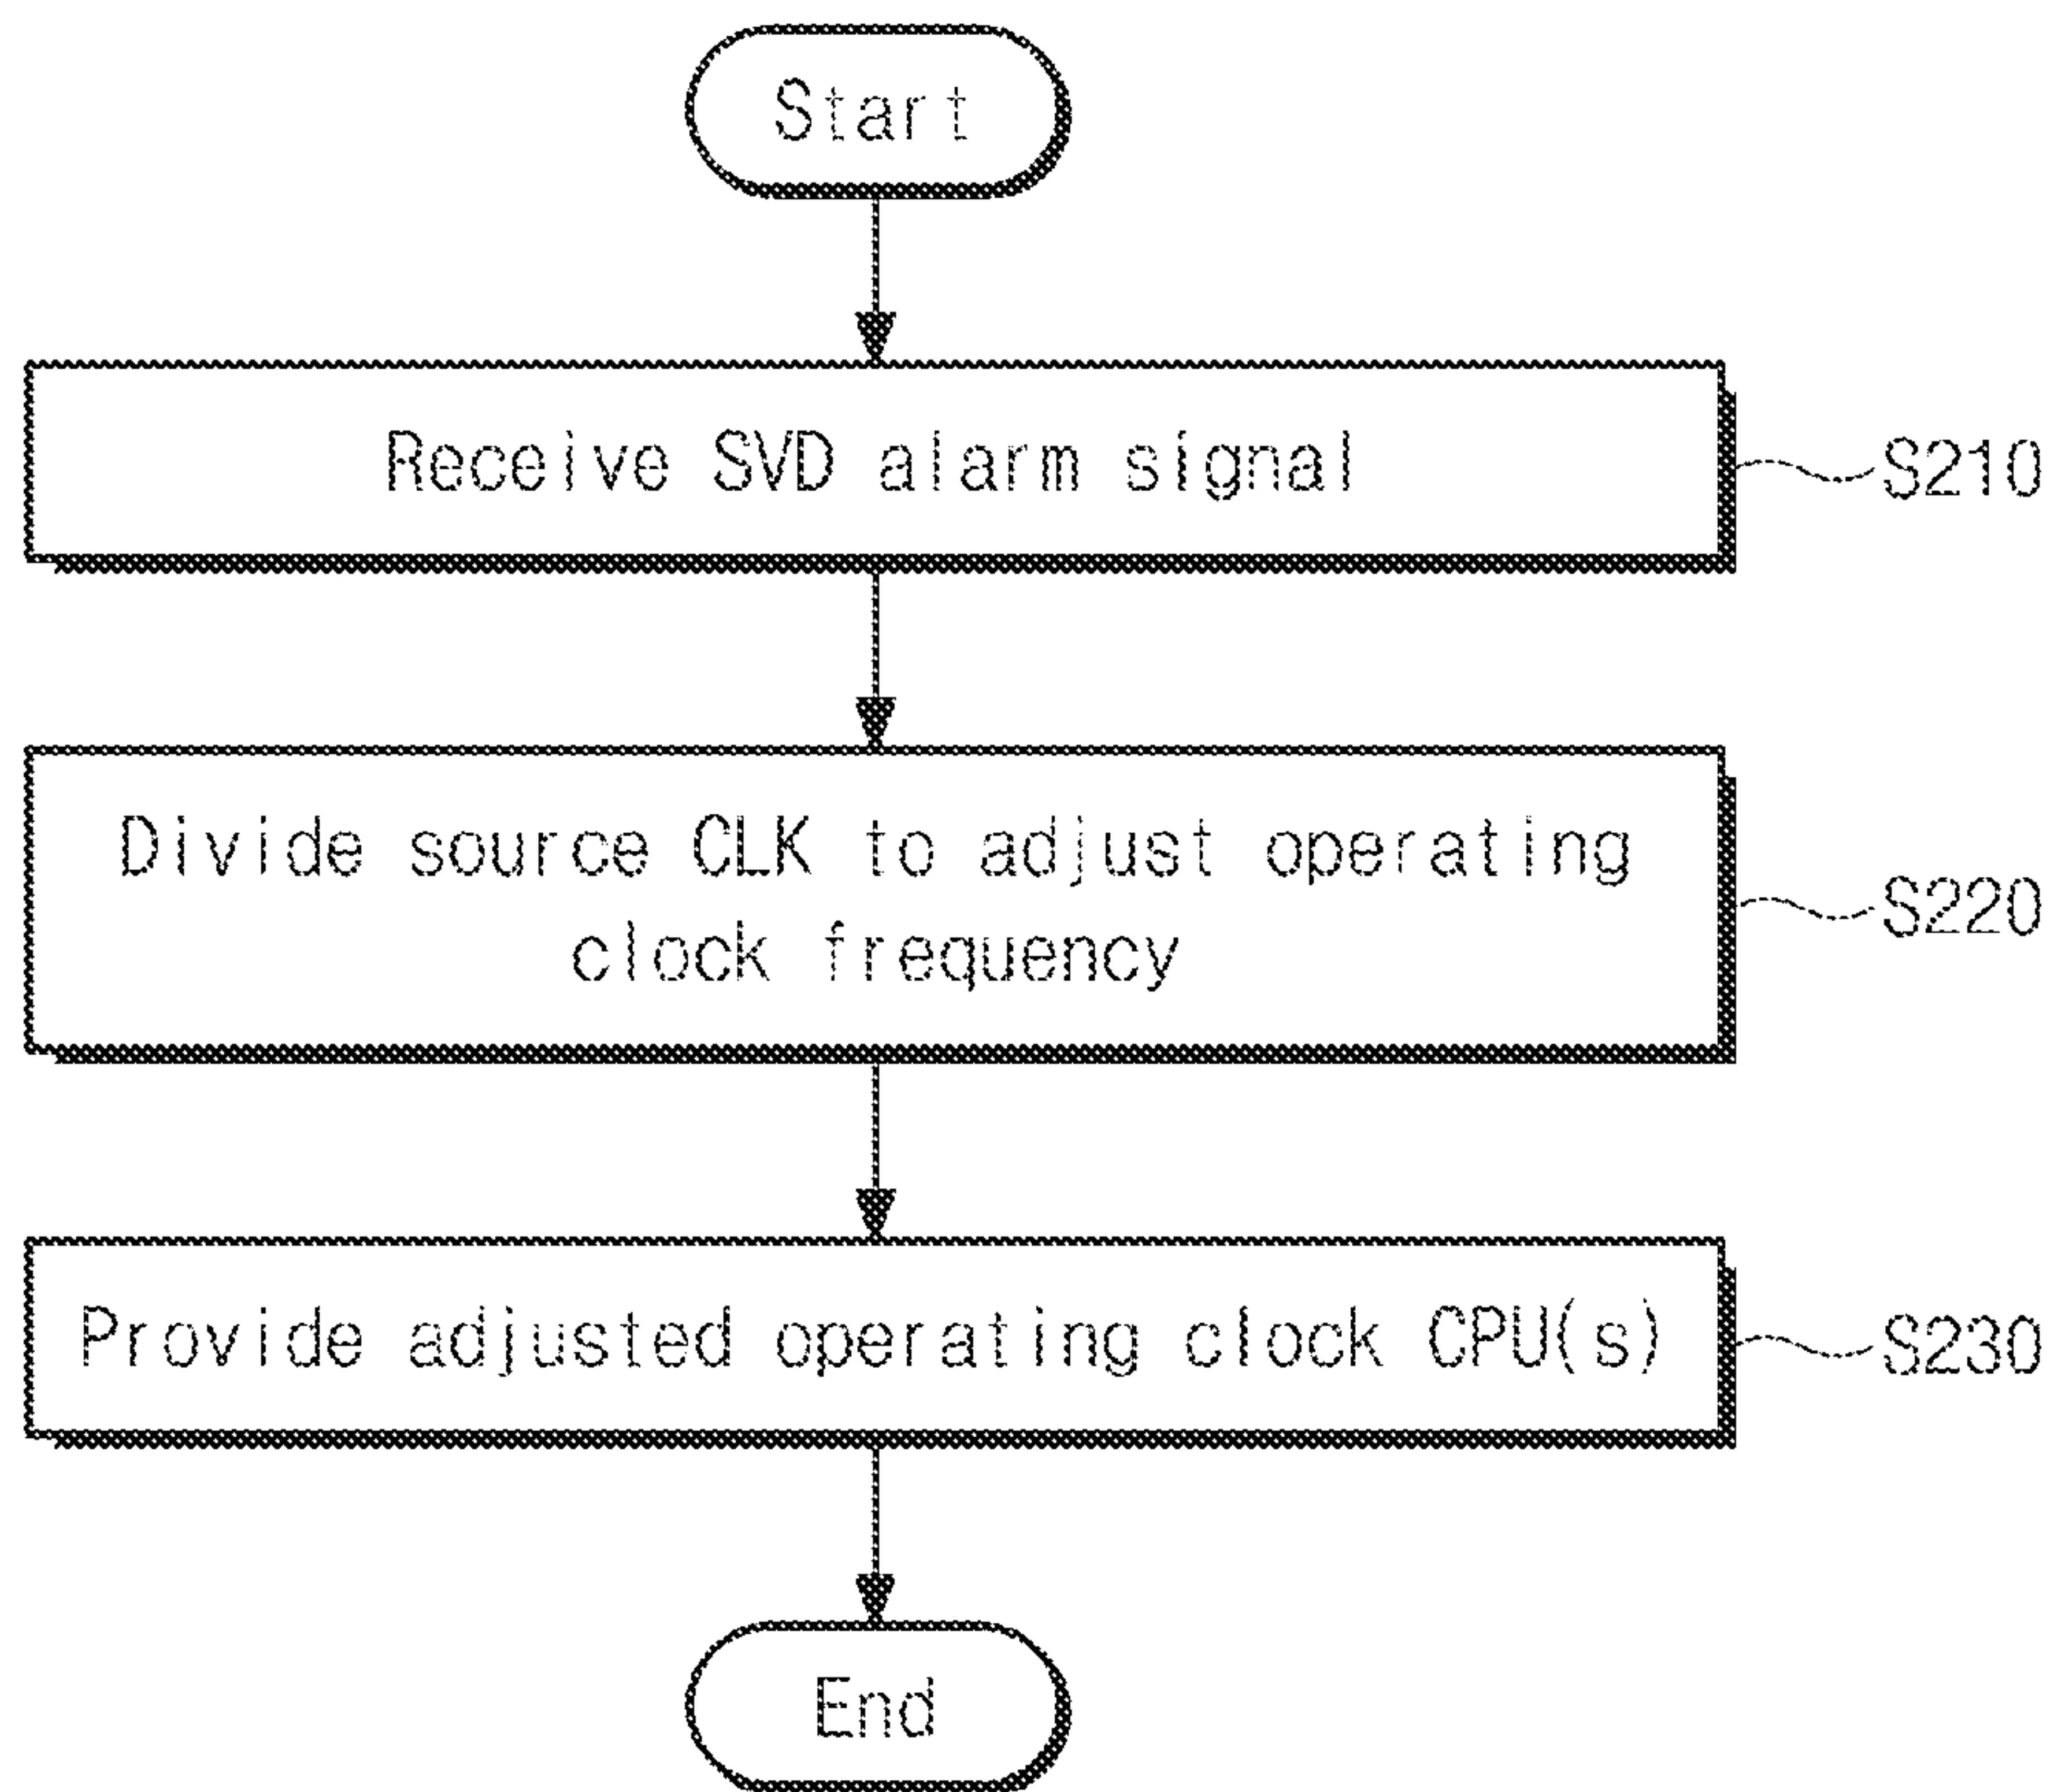 Start
Receive SVD alarm signal
S210
Divide source CLK to adjust operating
clock frequency
S220
Provide adjusted operating clock CPU(s)
S230
End